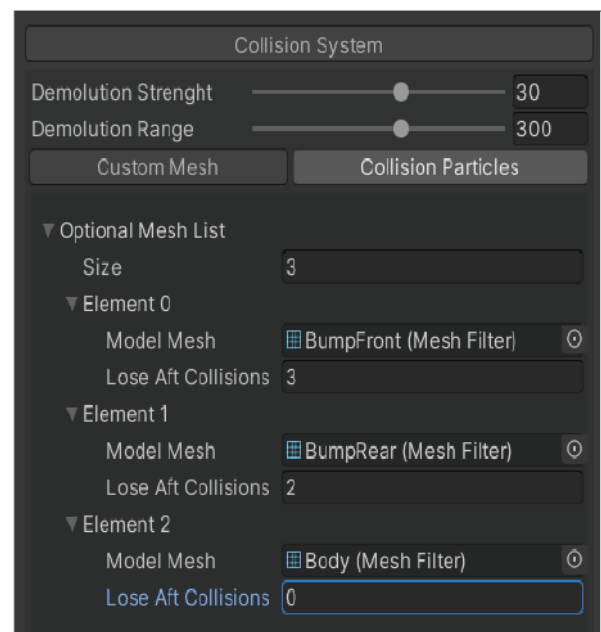 Collision System
Demolution Strenght 30
Demolution Range 300
Custom Mesh Collision Particles
Optional Mesh List
Size 3
Element 0
Model Mesh BumpFront (Mesh Filter)
Lose Aft Collisions 3
Element 1
Model Mesh BumpRear (Mesh Filter)
Lose Aft Collisions 2
Element 2
Model Mesh Body (Mesh Filter)
Lose Aft Collisions 0